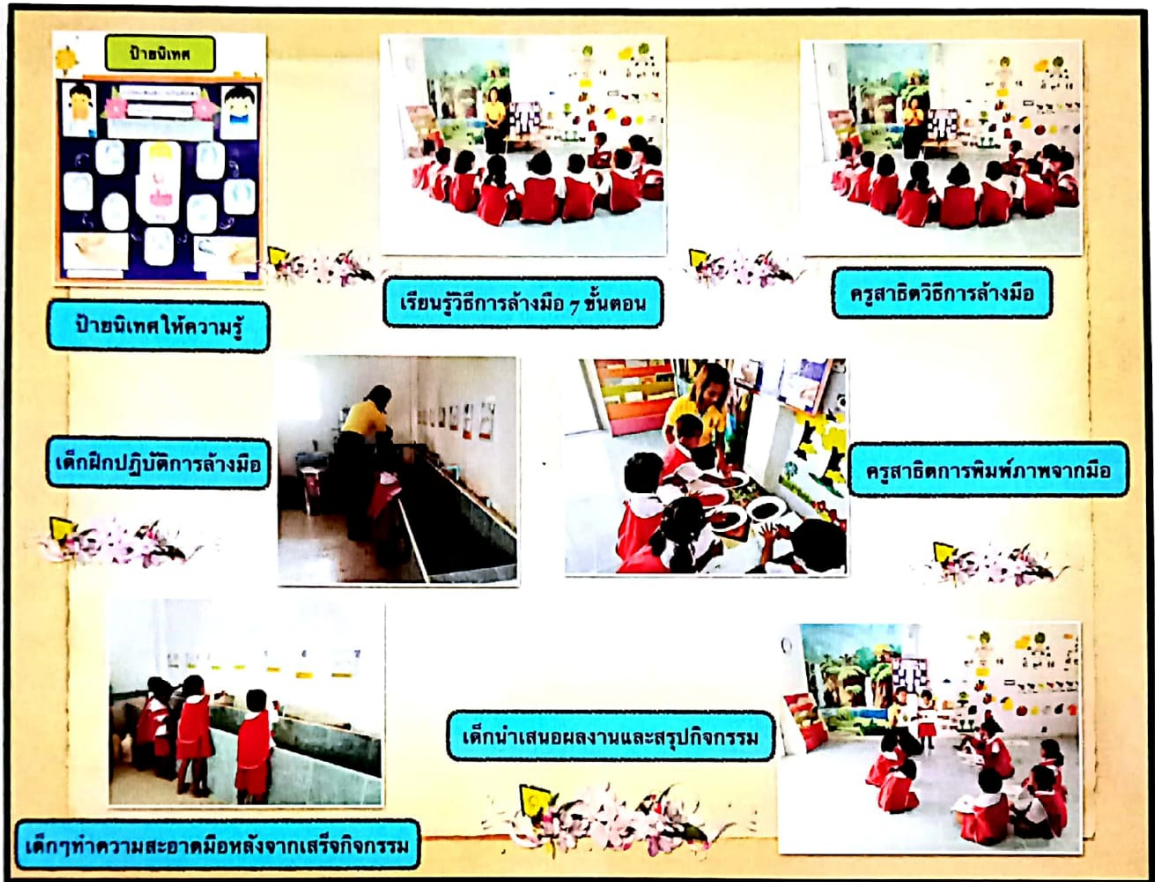 ป้ายนิเทศ
ป้ายนิเทศให้ความรู้
เรียนรู้วิธีการล้างมือ 7 ขั้นตอน
ครูสาธิตวิธีการล้างมือ
เด็กฝึกปฏิบัติการล้างมือ
ครูสาธิตการพิมพ์ภาพจากมือ
เด็กนำเสนอผลงานและสรุปกิจกรรม
เด็กๆทำความสะอาดมือหลังจากเสร็จกิจกรรม